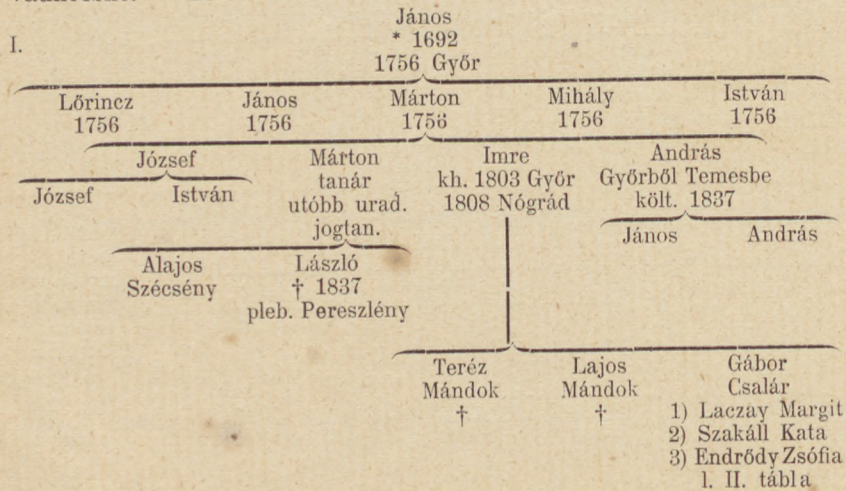 I.
János
* 1692
1756 Győr
Lőrincz János Márton Mihály István
1756 1756 1756 1756 1756
József Márton Imre András
tanár kh. 1803 Győr Győrből Temesbe
József István utóbb urad. 1808 Nógrád költ. 1837
jogtan.
János András
Alajos László
Szécsény † 1837
pleb. Pereszlény
Teréz Lajos Gábor
Mándok Mándok Csalár
† † 1) Laczay Margit
2) Szakáll Kata
3) Endrődy Zsófia
l. II. tábla